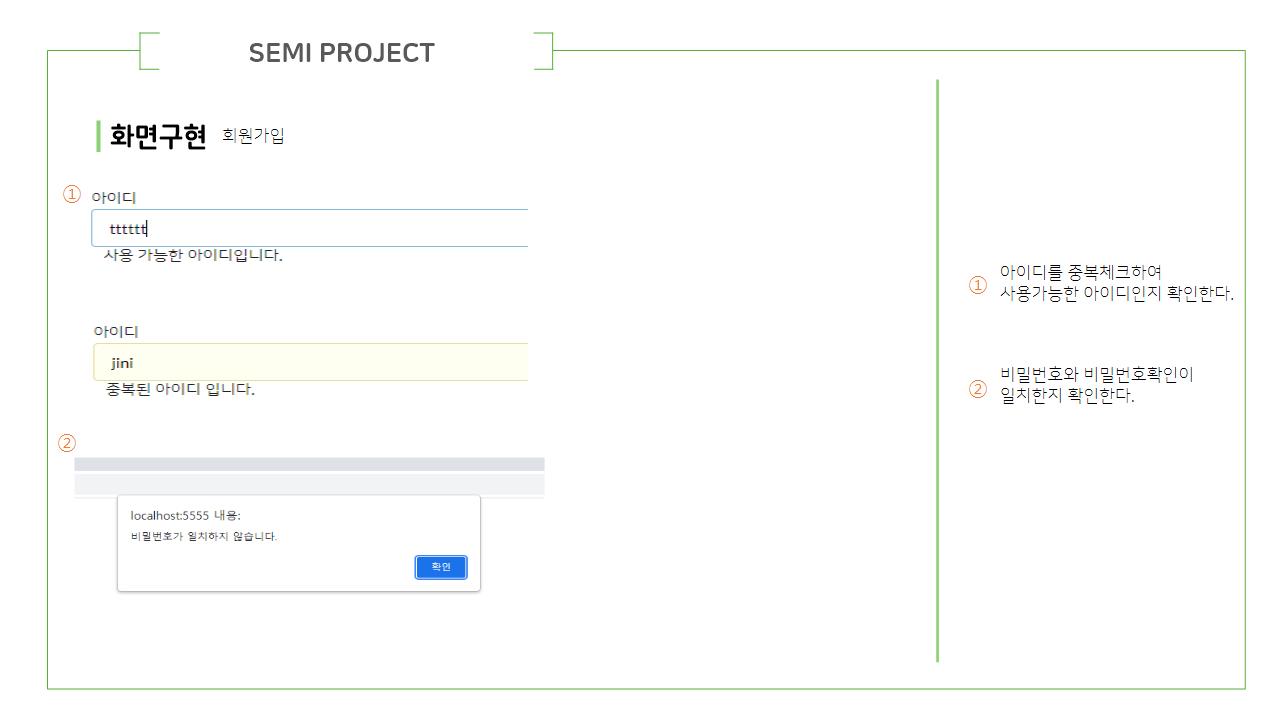 SEMI PROJECT
화면구현 회원가입
① 아이디
tttttt
사용 가능한 아이디입니다.
아이디
jini
중복된 아이디 입니다.
②
localhost:5555 내용:
비밀번호가 일치하지 않습니다.
확인
① 아이디를 중복체크하여
사용가능한 아이디인지 확인한다.
② 비밀번호와 비밀번호확인이
일치한지 확인한다.